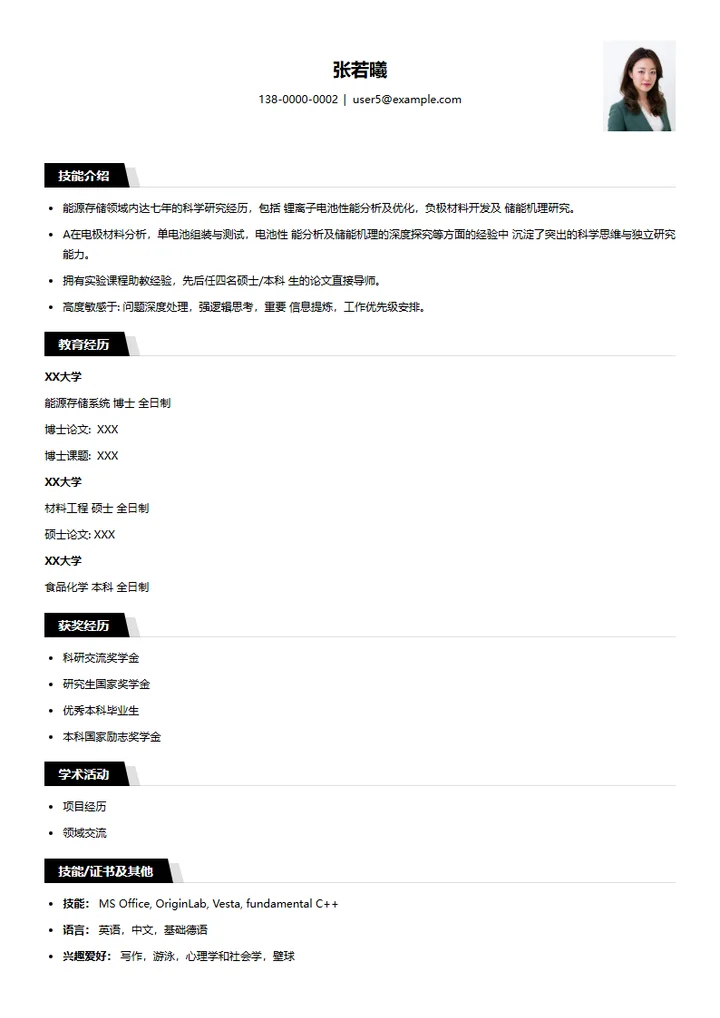 张若曦
138-0000-0002 | user5@example.com
技能介绍
能源存储领域内达七年的科学研究经历，包括 锂离子电池性能分析及优化，负极材料开发及 储能机理研究。
A在电极材料分析，单电池组装与测试，电池性 能分析及储能机理的深度探究等方面的经验中 沉淀了突出的科学思维与独立研究
能力。
拥有实验课程助教经验，先后任四名硕士/本科 生的论文直接导师。
高度敏感于: 问题深度处理，强逻辑思考，重要 信息提炼，工作优先级安排。
教育经历
XX大学
能源存储系统 博士 全日制
博士论文:  XXX
博士课题:  XXX
XX大学
材料工程 硕士 全日制
硕士论文: XXX
XX大学
食品化学 本科 全日制
获奖经历
科研交流奖学金
研究生国家奖学金
优秀本科毕业生
本科国家励志奖学金
学术活动
项目经历
领域交流
技能/证书及其他
技能： MS Office, OriginLab, Vesta, fundamental C++
语言： 英语，中文，基础德语
兴趣爱好： 写作，游泳，心理学和社会学，壁球